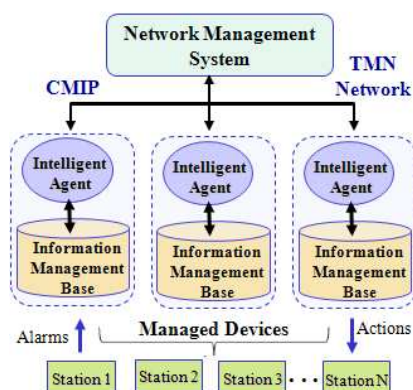 Network Management
System
CMIP
TMN
Network
Intelligent
Agent
Information
Management
Base
Intelligent
Agent
Information
Management
Base
Intelligent
Agent
Information
Management
Base
Alarms
Managed Devices
Actions
Station 1
Station 2
Station 3
• • •
Station N